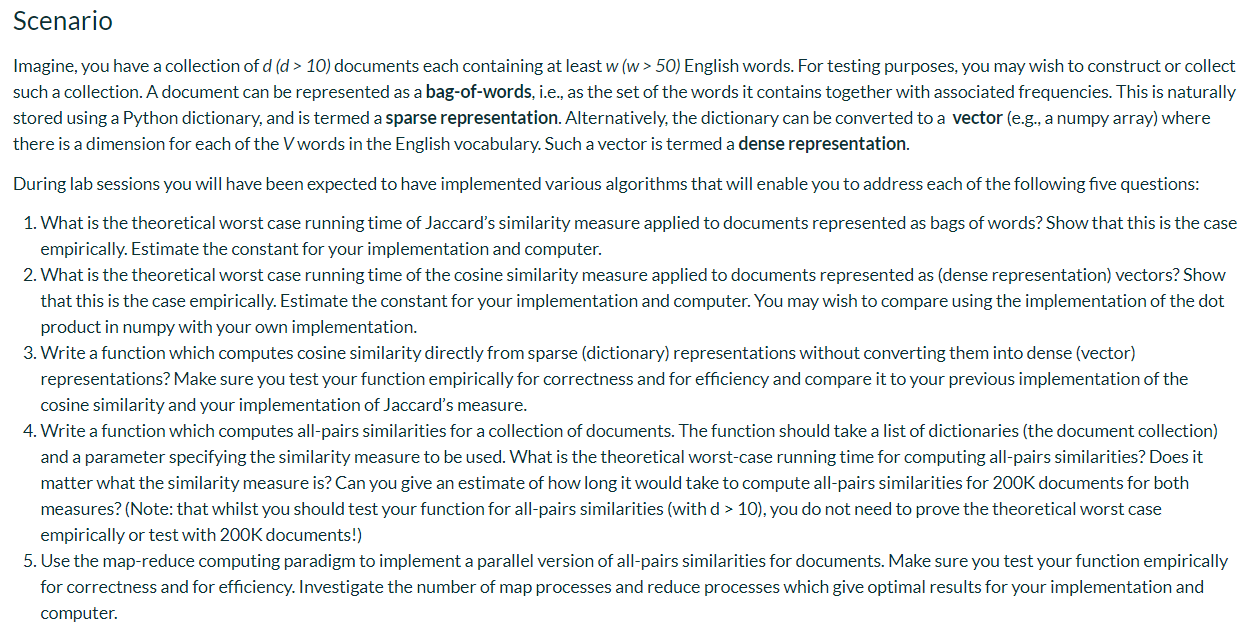 Scenario
Imagine, you have a collection of d (d > 10) documents each containing at least w (w > 50) English words. For testing purposes, you may wish to construct or collect
such a collection. A document can be represented as a bag-of-words, i.e., as the set of the words it contains together with associated frequencies. This is naturally
stored using a Python dictionary, and is termed a sparse representation. Alternatively, the dictionary can be converted to a vector (e.g., a numpy array) where
there is a dimension for each of the V words in the English vocabulary. Such a vector is termed a dense representation.
During lab sessions you will have been expected to have implemented various algorithms that will enable you to address each of the following five questions:
1. What is the theoretical worst case running time of Jaccard's similarity measure applied to documents represented as bags of words? Show that this is the case
empirically. Estimate the constant for your implementation and computer.
2. What is the theoretical worst case running time of the cosine similarity measure applied to documents represented as (dense representation) vectors? Show
that this is the case empirically. Estimate the constant for your implementation and computer. You may wish to compare using the implementation of the dot
product in numpy with your own implementation.
3. Write a function which computes cosine similarity directly from sparse (dictionary) representations without converting them into dense (vector)
representations? Make sure you test your function empirically for correctness and for efficiency and compare it to your previous implementation of the
cosine similarity and your implementation of Jaccard's measure.
4. Write a function which computes all-pairs similarities for a collection of documents. The function should take a list of dictionaries (the document collection)
and a parameter specifying the similarity measure to be used. What is the theoretical worst-case running time for computing all-pairs similarities? Does it
matter what the similarity measure is? Can you give an estimate of how long it would take to compute all-pairs similarities for 200K documents for both
measures? (Note: that whilst you should test your function for all-pairs similarities (with d > 10), you do not need to prove the theoretical worst case
empirically or test with 200K documents!)
5. Use the map-reduce computing paradigm to implement a parallel version of all-pairs similarities for documents. Make sure you test your function empirically
for correctness and for efficiency. Investigate the number of map processes and reduce processes which give optimal results for your implementation and
computer.